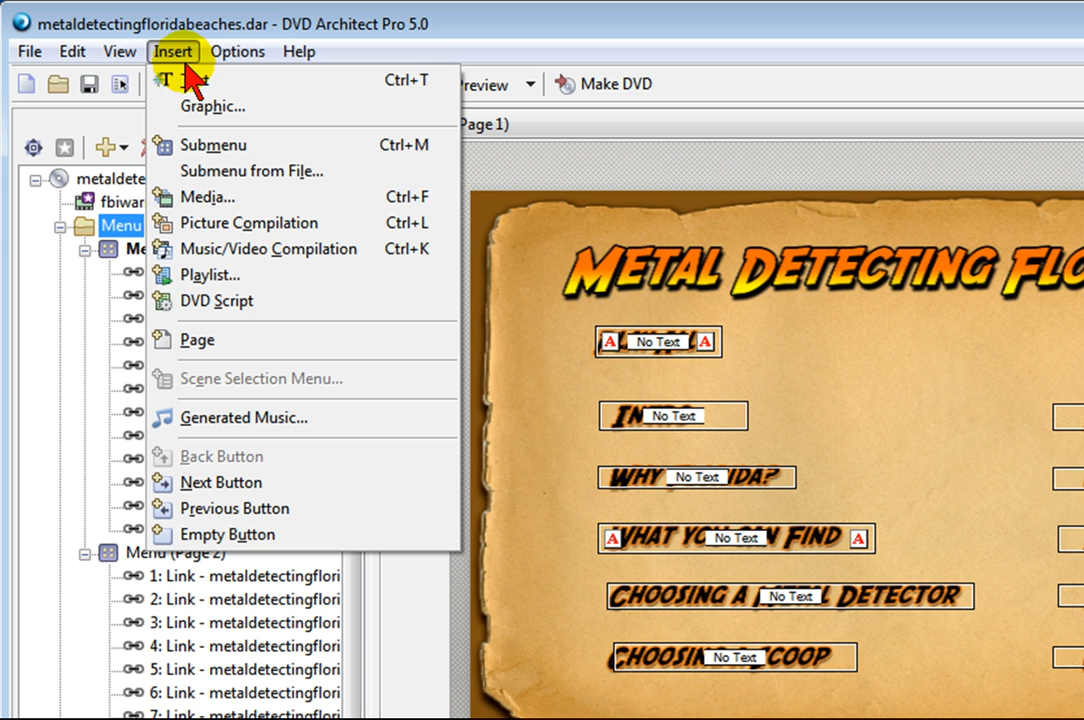 metaldetectingfloridabeaches.dar - DVD Architect Pro 5.0
File Edit View Insert Options Help
Make DVD
Ctrl+T
Graphic...
Page 1)
Submenu Ctrl+M
Submenu from File...
metaldete
Media... Ctrl+F
fbiwar
Picture Compilation Ctrl+L
Menu
Music/Video Compilation Ctrl+K
Me
Playlist...
DVD Script
Page
Scene Selection Menu...
Generated Music...
Back Button
Next Button
Previous Button
Empty Button
Menu (Page 2)
1: Link - metaldetectingflori
2: Link - metaldetectingflori
3: Link - metaldetectingflori
4: Link - metaldetectingflori
5: Link - metaldetectingflori
6: Link - metaldetectingflori
7: Link - metaldetectingflori
METAL DETECTING FLO
A No Text A
No Text
WHY No Text
A No Text FIND A
CHOOSING A No Text DETECTOR
No Text